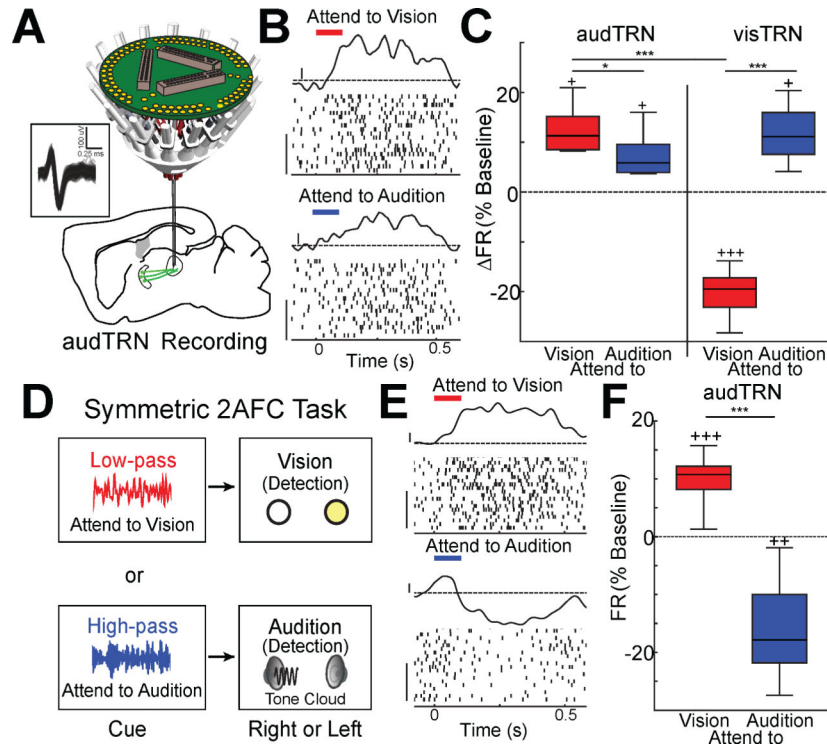 A
100 uV
0.25 ms
audTRN Recording
B
Attend to Vision
Attend to Audition
0
0.5
Time (s)
C
audTRN
visTRN
***
*
***
+
+
+
+++
20
0
-20
ΔFR (% Baseline)
Vision Audition
Attend to
Vision Audition
Attend to
D
Symmetric 2AFC Task
Low-pass
Attend to Vision
Vision
(Detection)
or
High-pass
Attend to Audition
Audition
(Detection)
Tone Cloud
Cue
Right or Left
E
Attend to Vision
Attend to Audition
0
0.5
Time (s)
F
audTRN
***
+++
++
20
0
-20
FR (% Baseline)
Vision Audition
Attend to